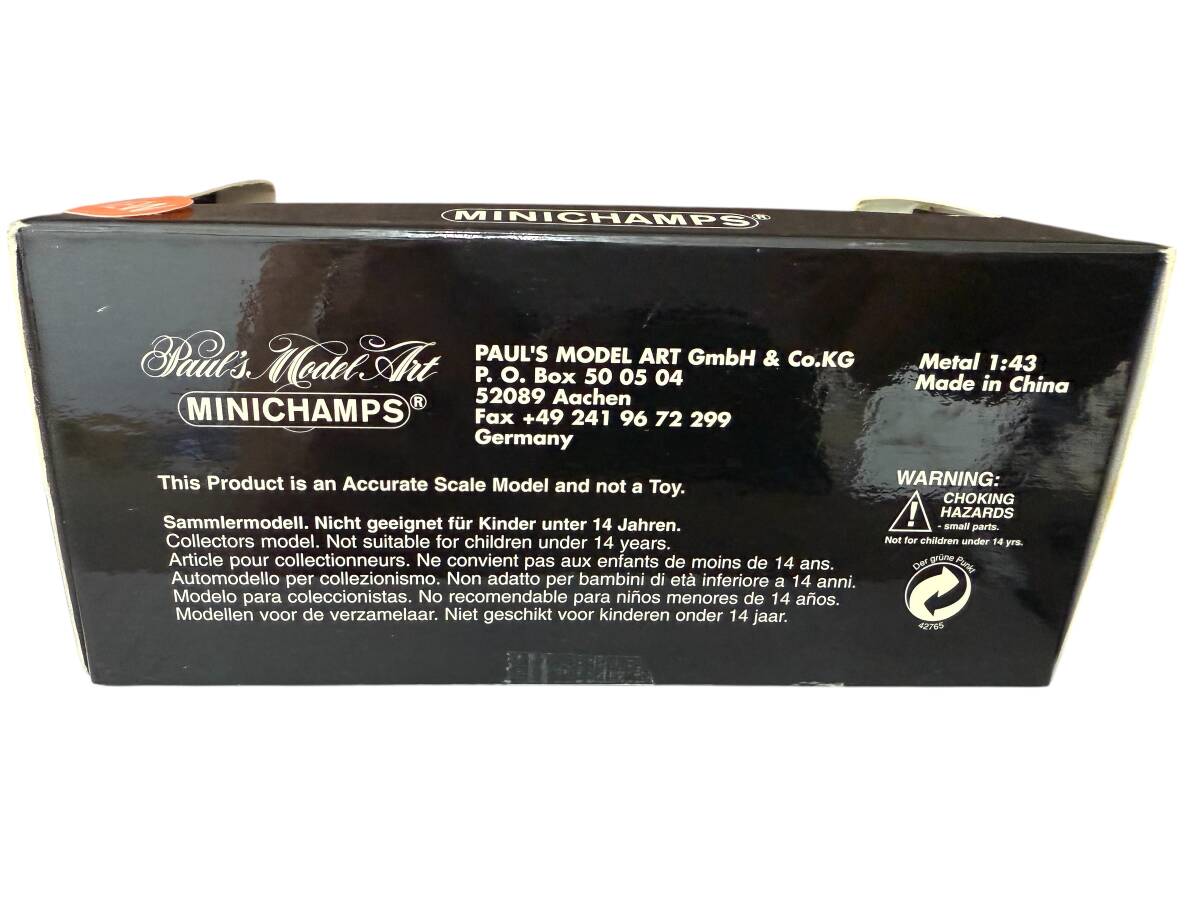 MINICHAMPS®
Paul's Model Art
MINICHAMPS®
PAUL'S MODEL ART GmbH & Co.KG
P. O. Box 50 05 04
52089 Aachen
Fax +49 241 96 72 299
Germany
Metal 1:43
Made in China
This Product is an Accurate Scale Model and not a Toy.
Sammlermodell. Nicht geeignet für Kinder unter 14 Jahren.
Collectors model. Not suitable for children under 14 years.
Article pour collectionneurs. Ne convient pas aux enfants de moins de 14 ans.
Automodello per collezionismo. Non adatto per bambini di età inferiore a 14 anni.
Modelo para coleccionistas. No recomendable para niños menores de 14 años.
Modellen voor de verzamelaar. Niet geschikt voor kinderen onder 14 jaar.
WARNING:
CHOKING
HAZARDS
- small parts.
Not for children under 14 yrs.
Der grüne Punkt
42765